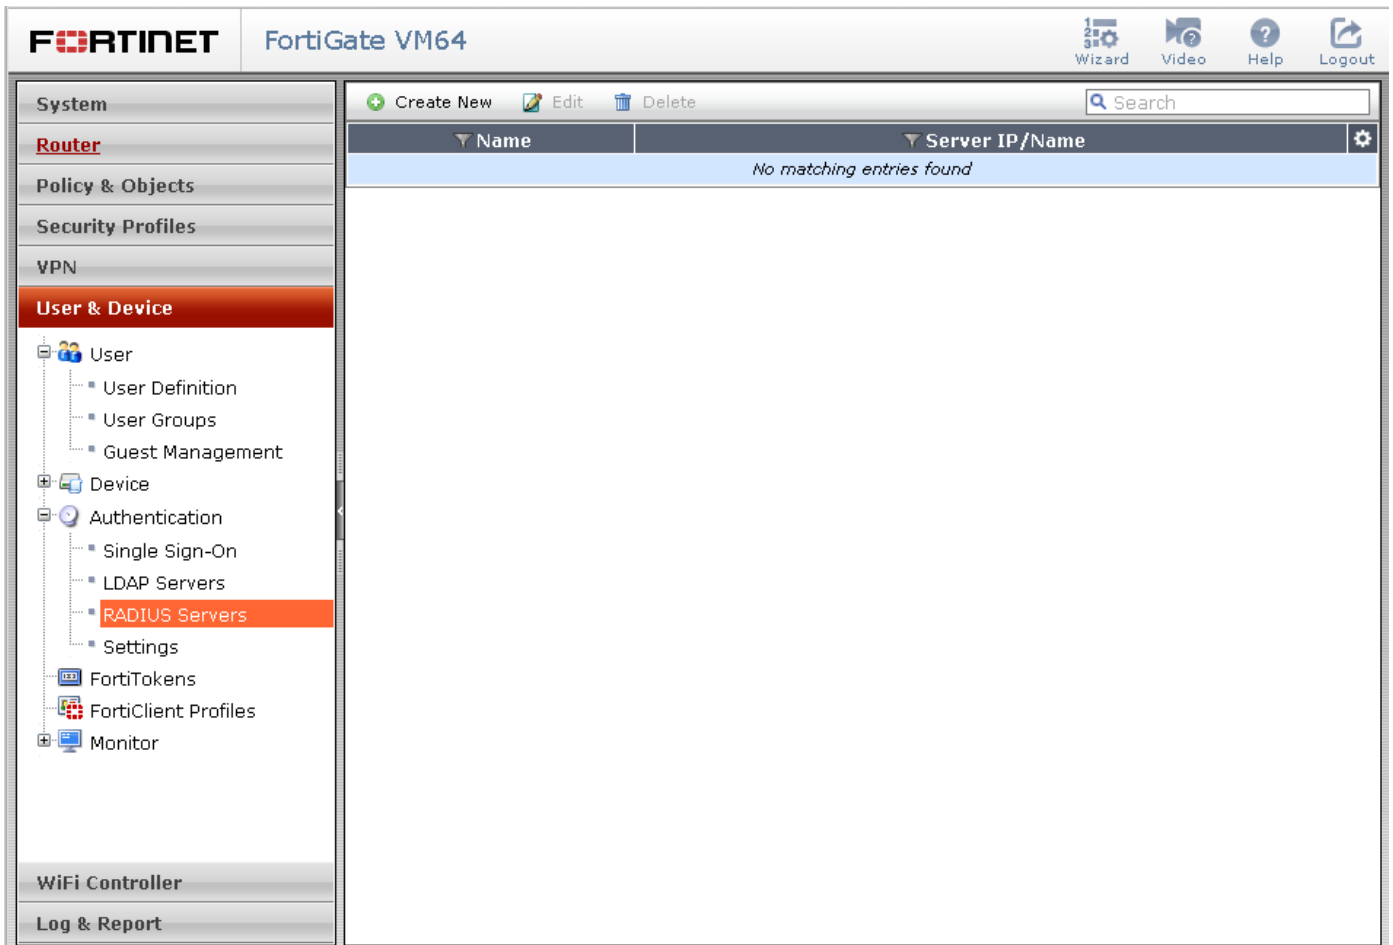 FORTINET
FortiGate VM64
Wizard
Video
Help
Logout
System
Router
Policy & Objects
Security Profiles
VPN
User & Device
User
User Definition
User Groups
Guest Management
Device
Authentication
Single Sign-On
LDAP Servers
RADIUS Servers
Settings
FortiTokens
FortiClient Profiles
Monitor
WiFi Controller
Log & Report
Create New
Edit
Delete
Search
Name
Server IP/Name
No matching entries found